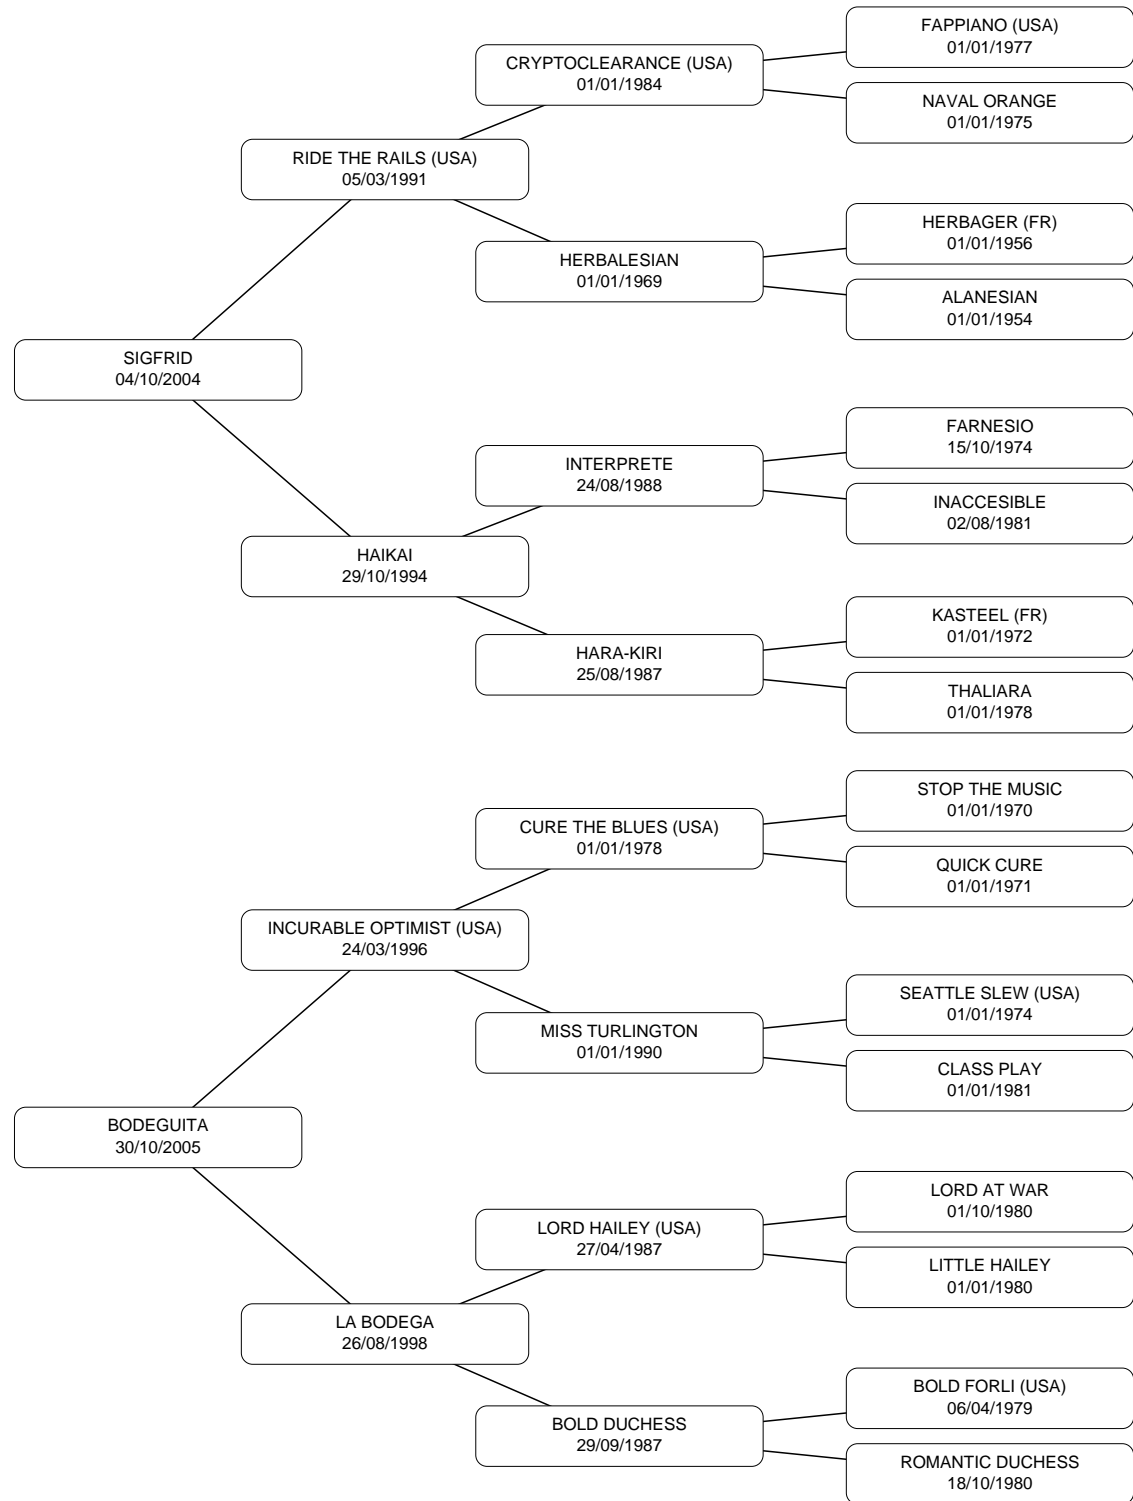 FAPPIANO (USA)
01/01/1977
CRYPTOCLEARANCE (USA)
01/01/1984
NAVAL ORANGE
01/01/1975
RIDE THE RAILS (USA)
05/03/1991
HERBAGER (FR)
01/01/1956
HERBALESIAN
01/01/1969
ALANESIAN
01/01/1954
SIGFRID
04/10/2004
FARNESIO
15/10/1974
INTERPRETE
24/08/1988
INACCESIBLE
02/08/1981
HAIKAI
29/10/1994
KASTEEL (FR)
01/01/1972
HARA-KIRI
25/08/1987
THALIARA
01/01/1978
STOP THE MUSIC
01/01/1970
CURE THE BLUES (USA)
01/01/1978
QUICK CURE
01/01/1971
INCURABLE OPTIMIST (USA)
24/03/1996
SEATTLE SLEW (USA)
01/01/1974
MISS TURLINGTON
01/01/1990
CLASS PLAY
01/01/1981
BODEGUITA
30/10/2005
LORD AT WAR
01/10/1980
LORD HAILEY (USA)
27/04/1987
LITTLE HAILEY
01/01/1980
LA BODEGA
26/08/1998
BOLD FORLI (USA)
06/04/1979
BOLD DUCHESS
29/09/1987
ROMANTIC DUCHESS
18/10/1980